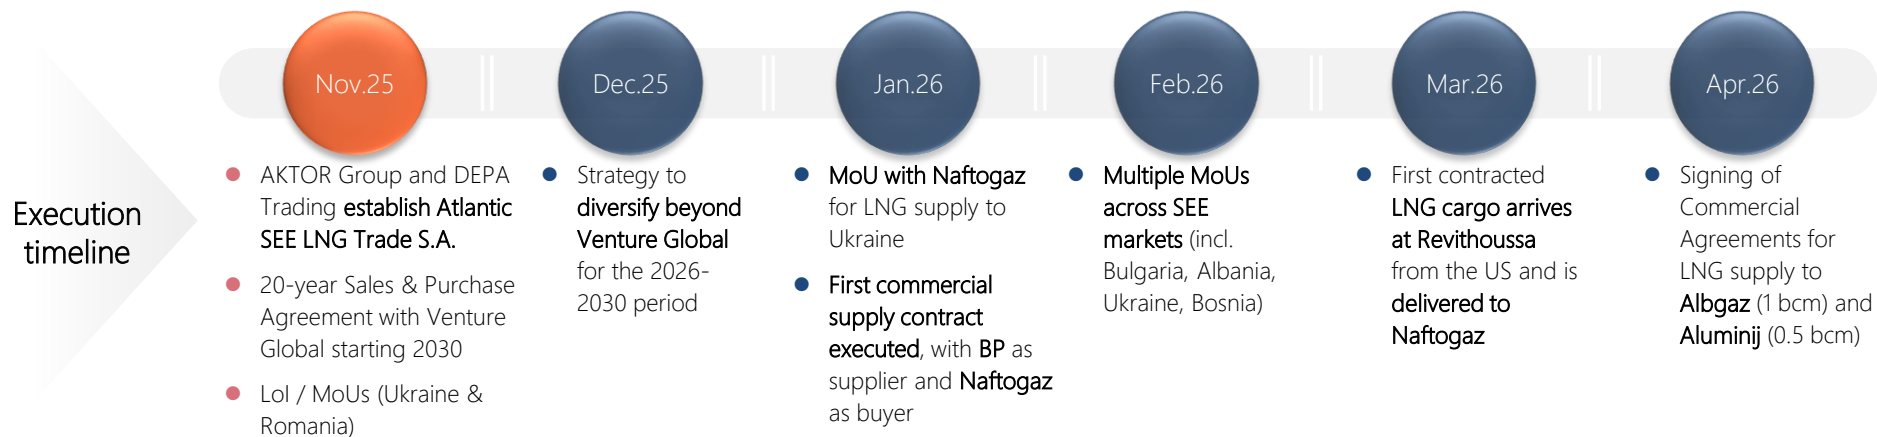 Execution
timeline
Nov.25
AKTOR Group and DEPA
Trading establish Atlantic
SEE LNG Trade S.A.
20-year Sales & Purchase
Agreement with Venture
Global starting 2030
LoI / MoUs (Ukraine &
Romania)
Dec.25
Strategy to
diversify beyond
Venture Global
for the 2026-
2030 period
Jan.26
MoU with Naftogaz
for LNG supply to
Ukraine
First commercial
supply contract
executed, with BP as
supplier and Naftogaz
as buyer
Feb.26
Multiple MoUs
across SEE
markets (incl.
Bulgaria, Albania,
Ukraine, Bosnia)
Mar.26
First contracted
LNG cargo arrives
at Revithoussa
from the US and is
delivered to
Naftogaz
Apr.26
Signing of
Commercial
Agreements for
LNG supply to
Albgaz (1 bcm) and
Aluminij (0.5 bcm)